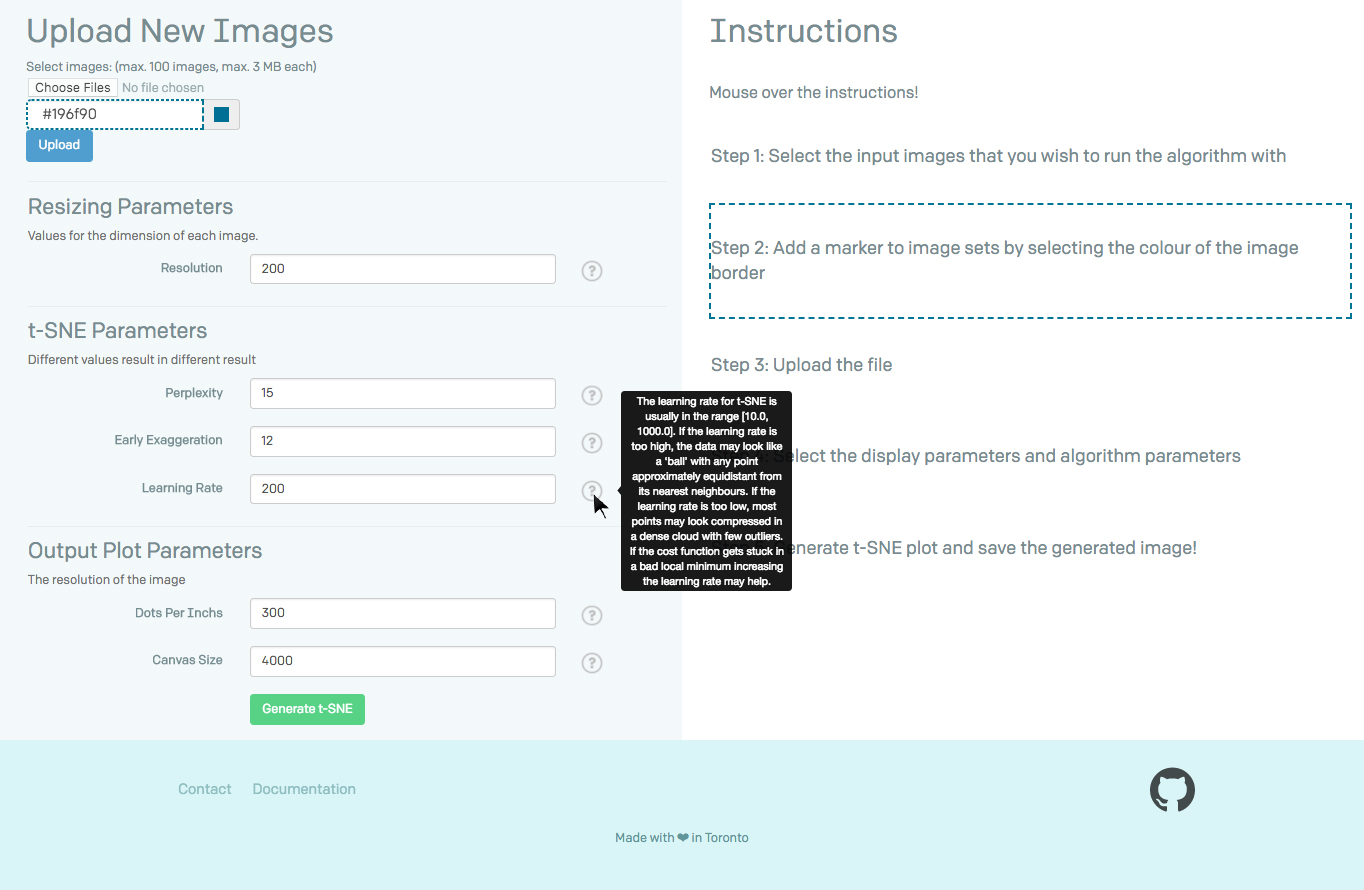 Upload New Images
Select images: (max. 100 images, max. 3 MB each)
Choose Files No file chosen
#196f90
Upload
Resizing Parameters
Values for the dimension of each image.
Resolution 200 ?
t-SNE Parameters
Different values result in different result
Perplexity 15 ?
Early Exaggeration 12 ?
Learning Rate 200 ?
The learning rate for t-SNE is
usually in the range [10.0,
1000.0]. If the learning rate is
too high, the data may look like
a 'ball' with any point
approximately equidistant from
its nearest neighbours. If the
learning rate is too low, most
points may look compressed in
a dense cloud with few outliers.
If the cost function gets stuck in
a bad local minimum increasing
the learning rate may help.
Output Plot Parameters
The resolution of the image
Dots Per Inchs 300 ?
Canvas Size 4000 ?
Generate t-SNE
Instructions
Mouse over the instructions!
Step 1: Select the input images that you wish to run the algorithm with
Step 2: Add a marker to image sets by selecting the colour of the image
border
Step 3: Upload the file
Select the display parameters and algorithm parameters
Generate t-SNE plot and save the generated image!
Contact Documentation
Made with ❤ in Toronto